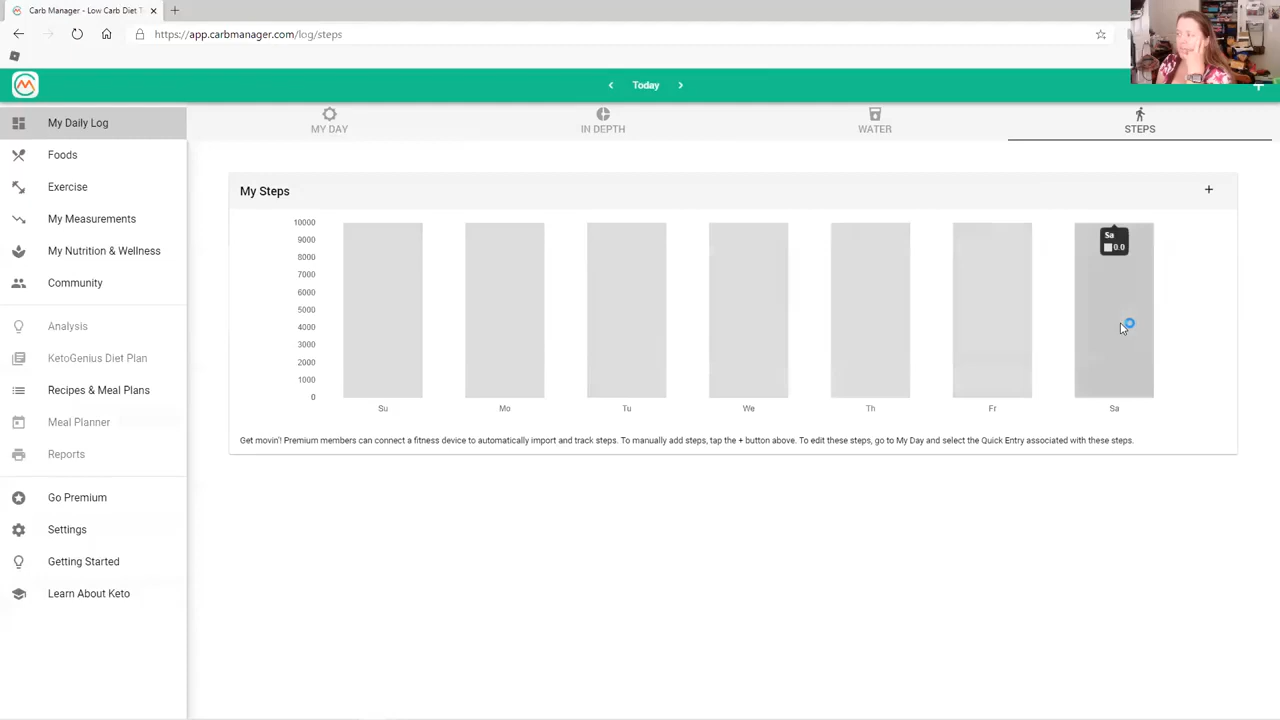 Carb Manager - Low Carb Diet T
https://app.carbmanager.com/log/steps
Today
My Daily Log
Foods
Exercise
My Measurements
My Nutrition & Wellness
Community
Analysis
KetoGenius Diet Plan
Recipes & Meal Plans
Meal Planner
Reports
Go Premium
Settings
Getting Started
Learn About Keto
MY DAY
IN DEPTH
WATER
STEPS
My Steps
10000
9000
8000
7000
6000
5000
4000
3000
2000
1000
0
Sa
0.0
Su Mo Tu We Th Fr Sa
Get movin'! Premium members can connect a fitness device to automatically import and track steps. To manually add steps, tap the + button above. To edit these steps, go to My Day and select the Quick Entry associated with these steps.